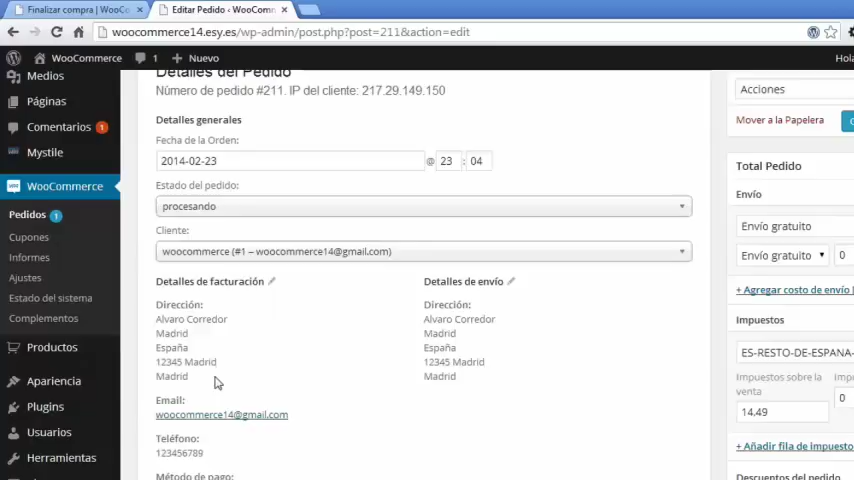 Finalizar compra | WooCo
Editar Pedido ‹ WooComm
woocommerce14.esy.es/wp-admin/post.php?post=211&action=edit
WooCommerce
1
Nuevo
Hola
Medios
Páginas
Comentarios 1
Mystile
WooCommerce
Pedidos 1
Cupones
Informes
Ajustes
Estado del sistema
Complementos
Productos
Apariencia
Plugins
Usuarios
Herramientas
Detalles del Pedido
Número de pedido #211. IP del cliente: 217.29.149.150
Detalles generales
Fecha de la Orden:
2014-02-23 @ 23 : 04
Estado del pedido:
procesando
Cliente:
woocommerce (#1 – woocommerce14@gmail.com)
Detalles de facturación
Dirección:
Alvaro Corredor
Madrid
España
12345 Madrid
Madrid
Email:
woocommerce14@gmail.com
Teléfono:
123456789
Método de pago:
Detalles de envío
Dirección:
Alvaro Corredor
Madrid
España
12345 Madrid
Madrid
Acciones
Mover a la Papelera
Total Pedido
Envío
Envío gratuito
Envío gratuito 0
+ Agregar costo de envío
Impuestos
ES-RESTO-DE-ESPAÑA-
Impuestos sobre la venta
14.49
Impu
0
+ Añadir fila de impuesto
Descuentos del pedido